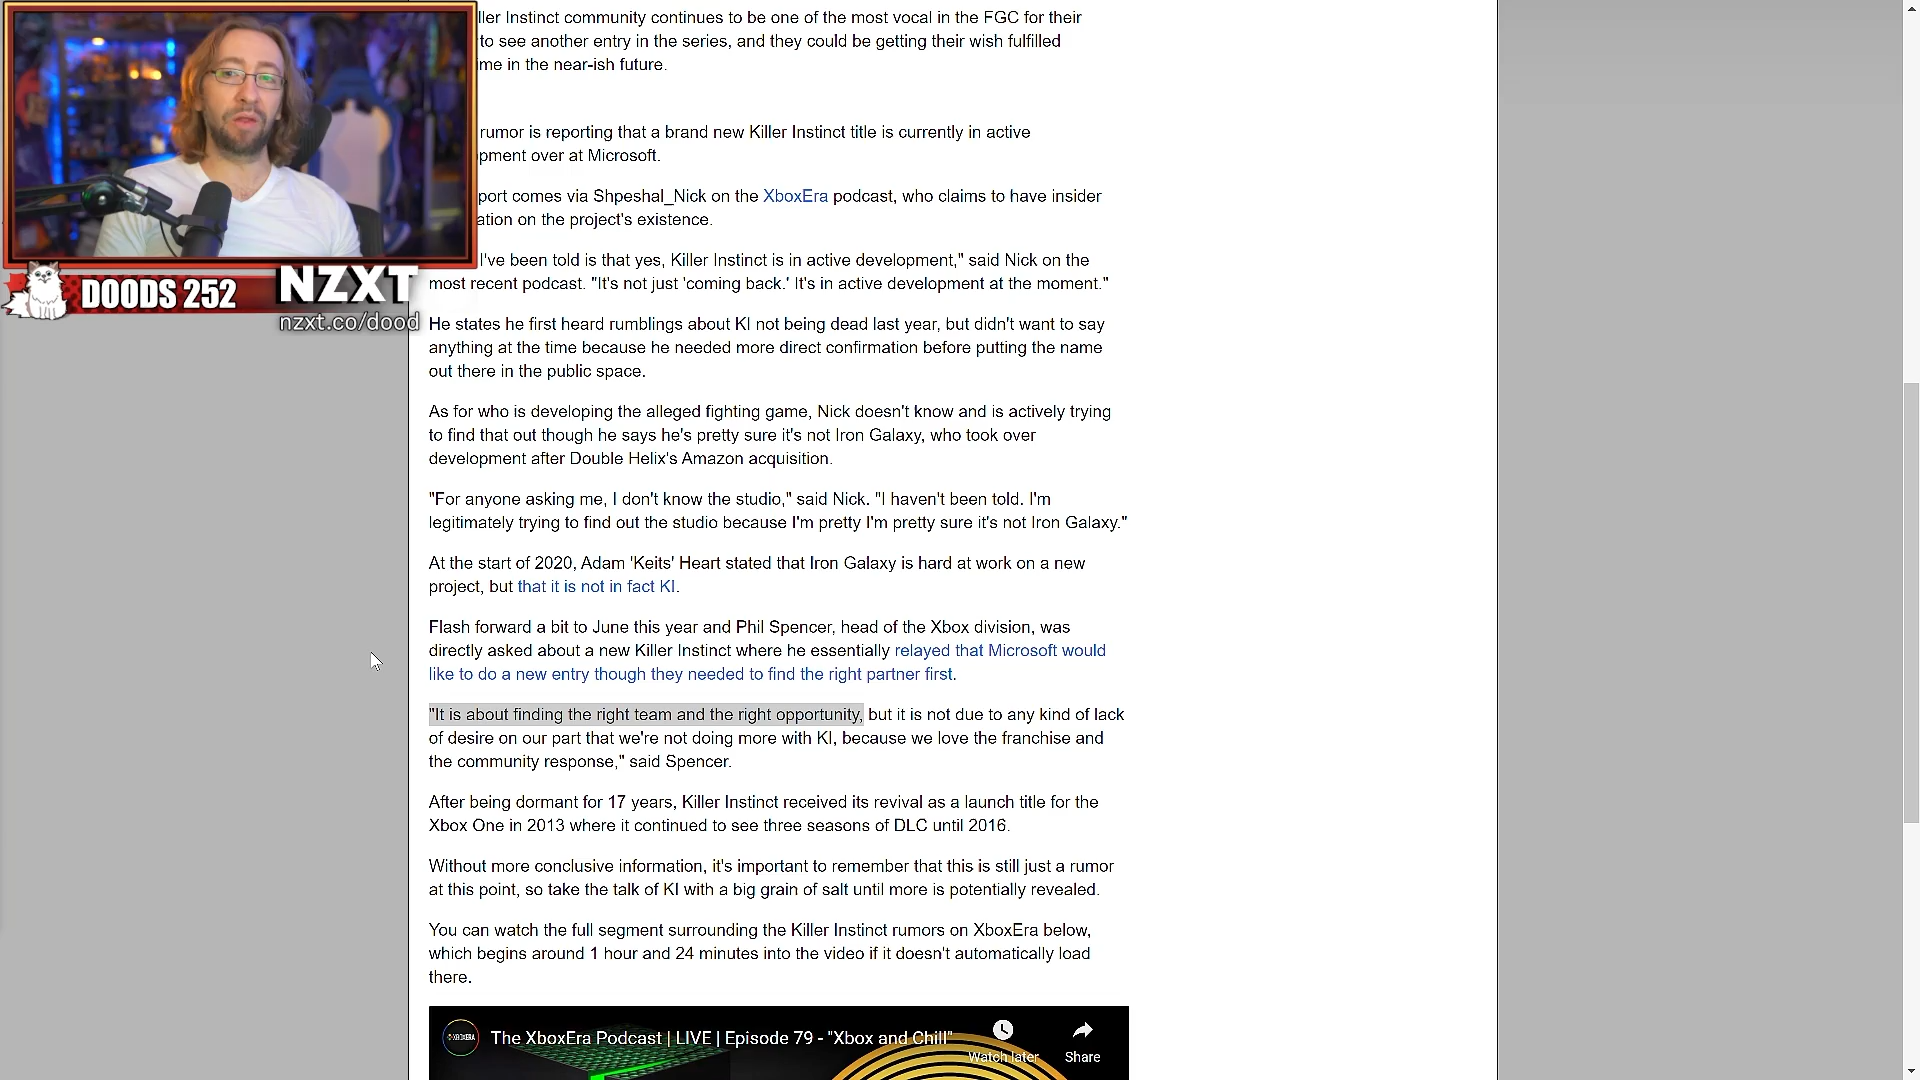 ller Instinct community continues to be one of the most vocal in the FGC for their
to see another entry in the series, and they could be getting their wish fulfilled
me in the near-ish future.
rumor is reporting that a brand new Killer Instinct title is currently in active
pment over at Microsoft.
port comes via Shpeshal_Nick on the XboxEra podcast, who claims to have insider
ation on the project's existence.
I've been told is that yes, Killer Instinct is in active development," said Nick on the
most recent podcast. "It's not just 'coming back.' It's in active development at the moment."
DOODS 252
NZXT
nzxt.co/dood
He states he first heard rumblings about KI not being dead last year, but didn't want to say
anything at the time because he needed more direct confirmation before putting the name
out there in the public space.
As for who is developing the alleged fighting game, Nick doesn't know and is actively trying
to find that out though he says he's pretty sure it's not Iron Galaxy, who took over
development after Double Helix's Amazon acquisition.
"For anyone asking me, I don't know the studio," said Nick. "I haven't been told. I'm
legitimately trying to find out the studio because I'm pretty I'm pretty sure it's not Iron Galaxy."
At the start of 2020, Adam 'Keits' Heart stated that Iron Galaxy is hard at work on a new
project, but that it is not in fact KI.
Flash forward a bit to June this year and Phil Spencer, head of the Xbox division, was
directly asked about a new Killer Instinct where he essentially relayed that Microsoft would
like to do a new entry though they needed to find the right partner first.
"It is about finding the right team and the right opportunity, but it is not due to any kind of lack
of desire on our part that we're not doing more with KI, because we love the franchise and
the community response," said Spencer.
After being dormant for 17 years, Killer Instinct received its revival as a launch title for the
Xbox One in 2013 where it continued to see three seasons of DLC until 2016.
Without more conclusive information, it's important to remember that this is still just a rumor
at this point, so take the talk of KI with a big grain of salt until more is potentially revealed.
You can watch the full segment surrounding the Killer Instinct rumors on XboxEra below,
which begins around 1 hour and 24 minutes into the video if it doesn't automatically load
there.
XBOXERA
The XboxEra Podcast | LIVE | Episode 79 - "Xbox and Chill"
Watch later
Share